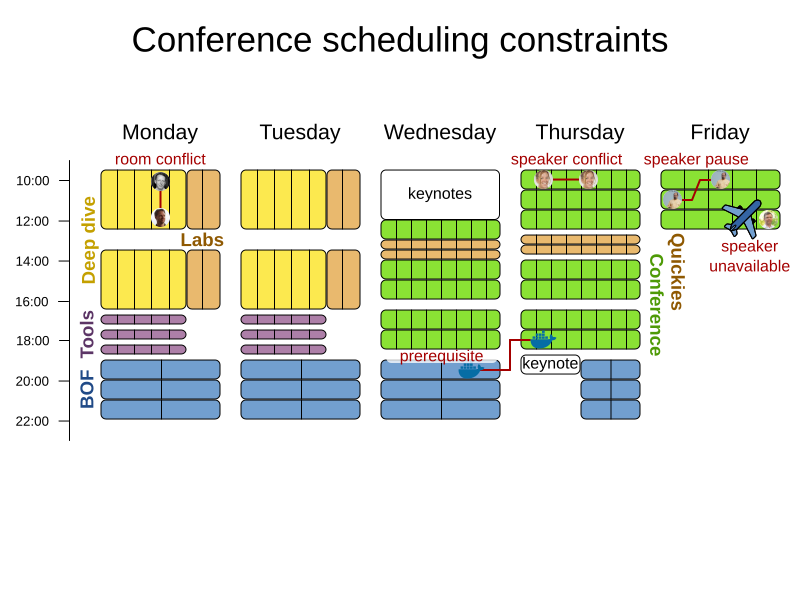 Conference scheduling constraints
Monday
Tuesday
Wednesday
Thursday
Friday
room conflict
speaker conflict
speaker pause
10:00
keynotes
12:00
Deep dive
Labs
speaker
unavailable
14:00
Quickies
Conference
16:00
Tools
18:00
prerequisite
keynote
BOF
20:00
22:00